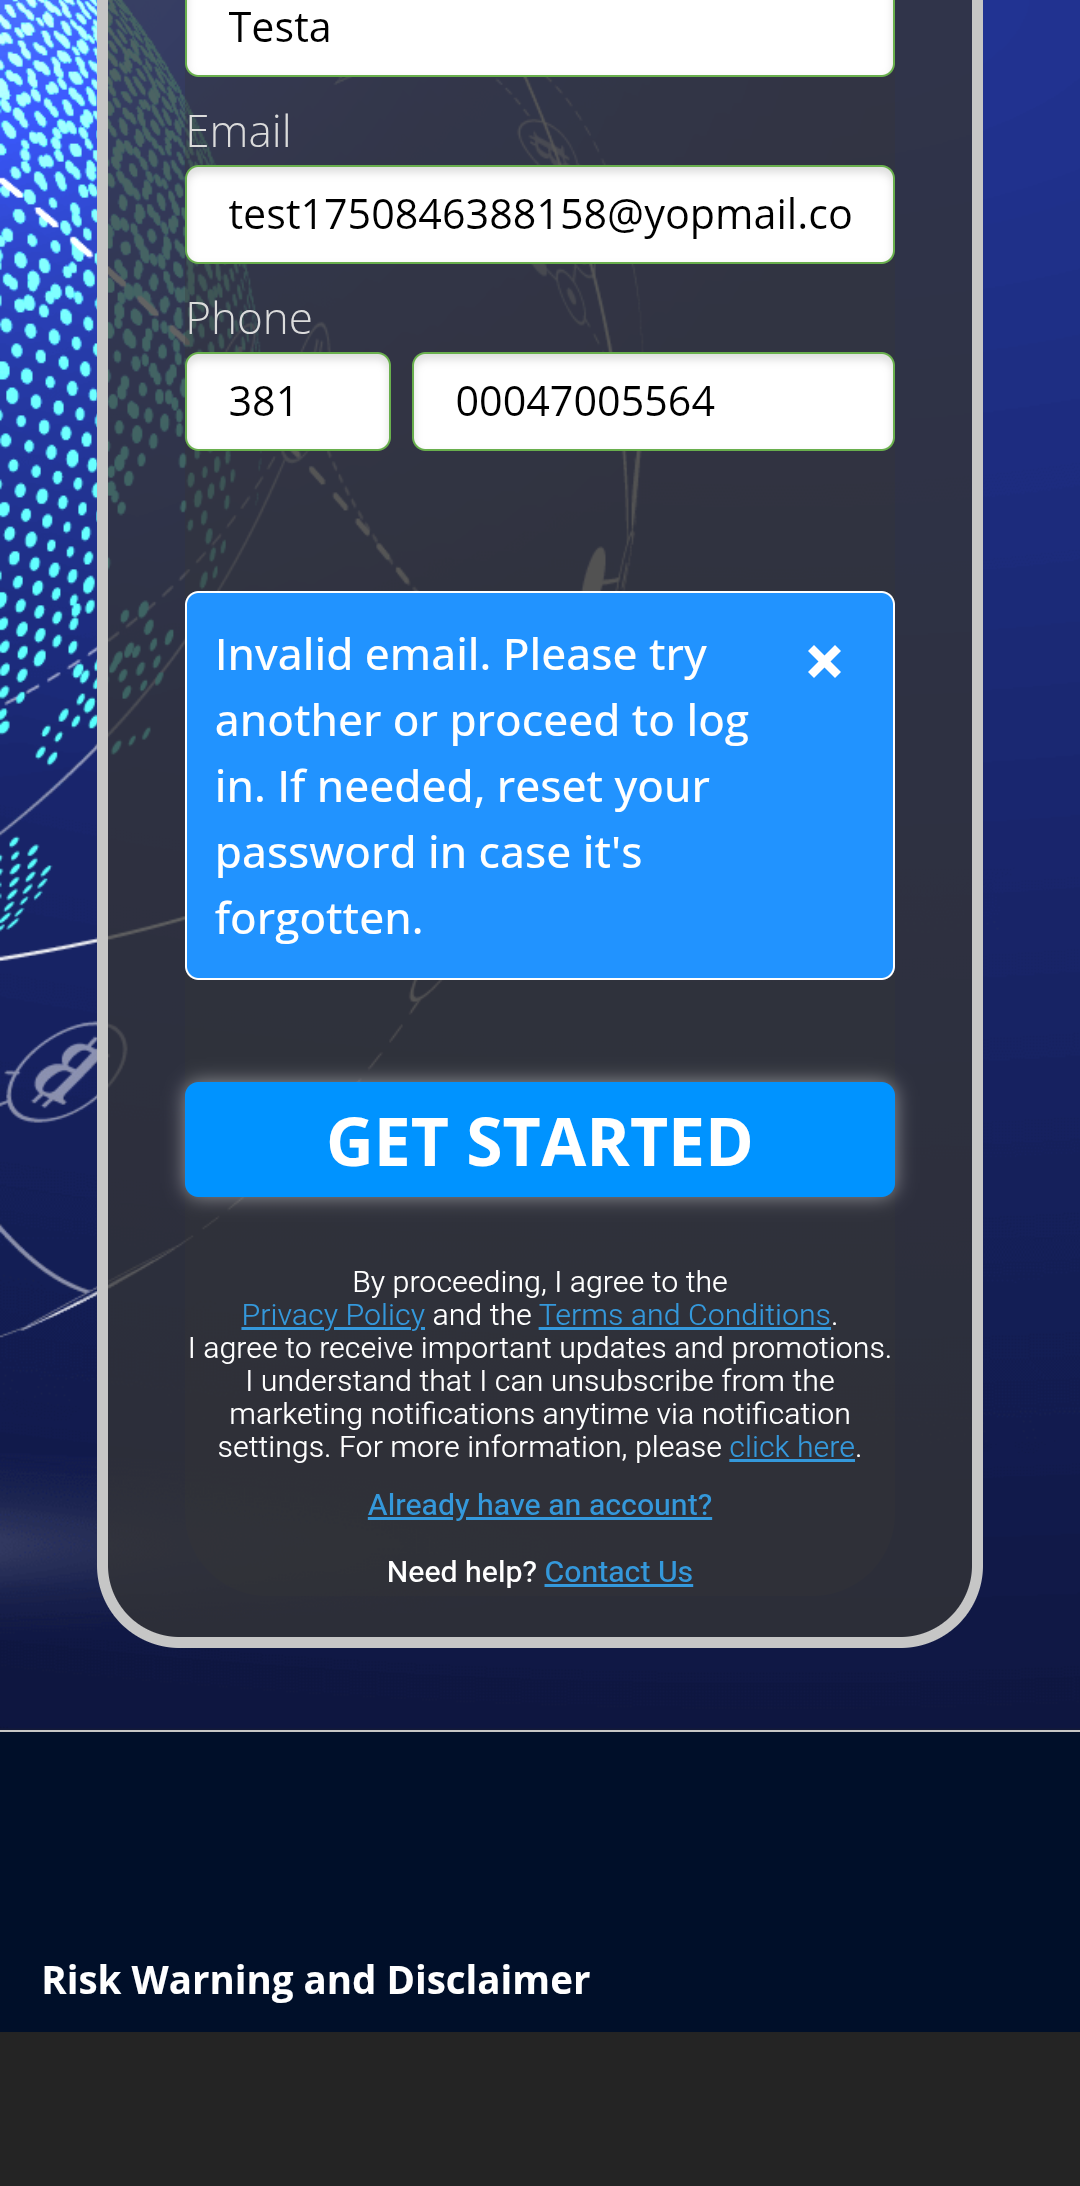 Testa
Email
test1750846388158@yopmail.co
Phone
381
00047005564
Invalid email. Please try
another or proceed to log
in. If needed, reset your
password in case it's
forgotten.
GET STARTED
By proceeding, I agree to the
Privacy Policy and the Terms and Conditions.
I agree to receive important updates and promotions.
I understand that I can unsubscribe from the
marketing notifications anytime via notification
settings. For more information, please click here.
Already have an account?
Need help? Contact Us
Risk Warning and Disclaimer